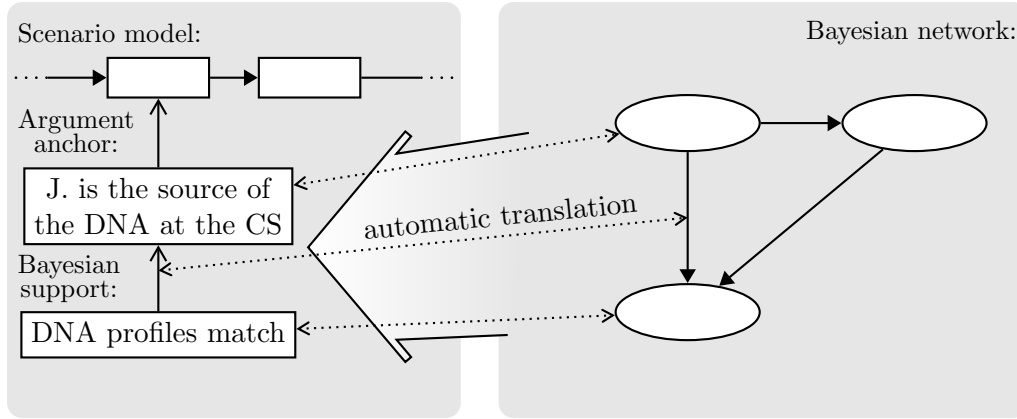 Scenario model:
Bayesian network:
...
...
Argument
anchor:
J. is the source of
the DNA at the CS
automatic translation
Bayesian
support:
DNA profiles match